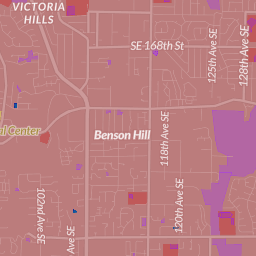 VICTORIA
HILLS
SE 168th St
125th Ave SE
128th Ave SE
Center
Benson Hill
118th Ave SE
102nd Ave SE
120th Ave SE
Ave SE